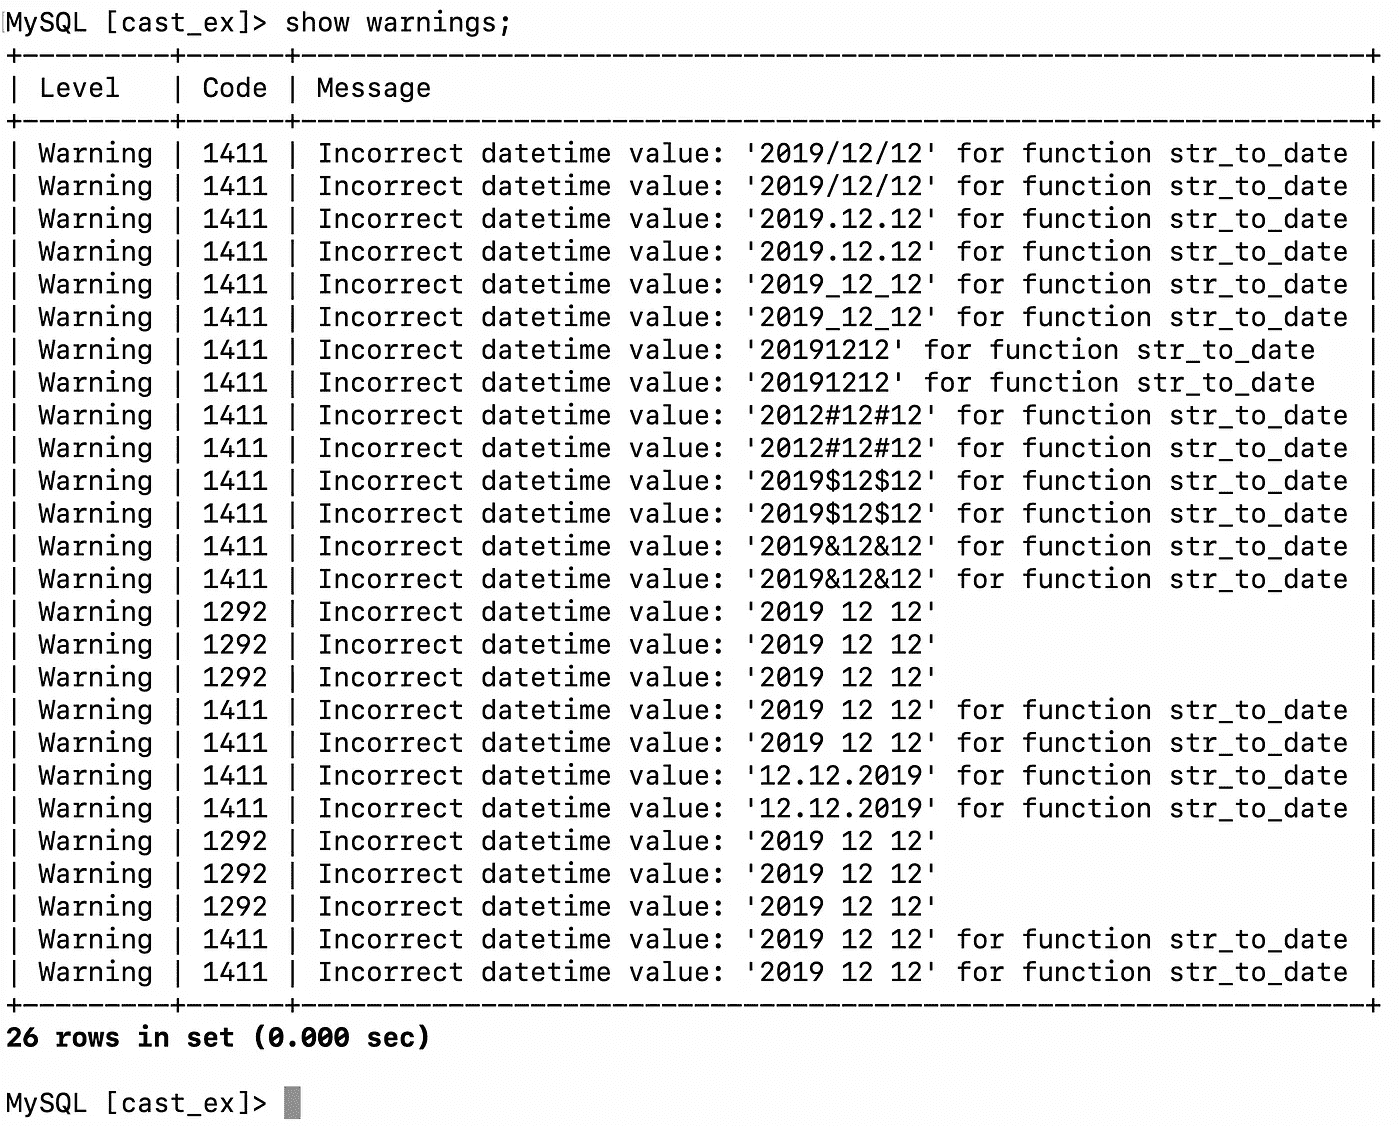 MySQL [cast_ex]> show warnings;
+---------+------+-----------------------------------------------------------------+
| Level   | Code | Message                                                         |
+---------+------+-----------------------------------------------------------------+
| Warning | 1411 | Incorrect datetime value: '2019/12/12' for function str_to_date |
| Warning | 1411 | Incorrect datetime value: '2019/12/12' for function str_to_date |
| Warning | 1411 | Incorrect datetime value: '2019.12.12' for function str_to_date |
| Warning | 1411 | Incorrect datetime value: '2019.12.12' for function str_to_date |
| Warning | 1411 | Incorrect datetime value: '2019_12_12' for function str_to_date |
| Warning | 1411 | Incorrect datetime value: '2019_12_12' for function str_to_date |
| Warning | 1411 | Incorrect datetime value: '20191212' for function str_to_date   |
| Warning | 1411 | Incorrect datetime value: '20191212' for function str_to_date   |
| Warning | 1411 | Incorrect datetime value: '2012#12#12' for function str_to_date |
| Warning | 1411 | Incorrect datetime value: '2012#12#12' for function str_to_date |
| Warning | 1411 | Incorrect datetime value: '2019$12$12' for function str_to_date |
| Warning | 1411 | Incorrect datetime value: '2019$12$12' for function str_to_date |
| Warning | 1411 | Incorrect datetime value: '2019&12&12' for function str_to_date |
| Warning | 1411 | Incorrect datetime value: '2019&12&12' for function str_to_date |
| Warning | 1292 | Incorrect datetime value: '2019 12 12'                          |
| Warning | 1292 | Incorrect datetime value: '2019 12 12'                          |
| Warning | 1292 | Incorrect datetime value: '2019 12 12'                          |
| Warning | 1411 | Incorrect datetime value: '2019 12 12' for function str_to_date |
| Warning | 1411 | Incorrect datetime value: '2019 12 12' for function str_to_date |
| Warning | 1411 | Incorrect datetime value: '12.12.2019' for function str_to_date |
| Warning | 1411 | Incorrect datetime value: '12.12.2019' for function str_to_date |
| Warning | 1292 | Incorrect datetime value: '2019 12 12'                          |
| Warning | 1292 | Incorrect datetime value: '2019 12 12'                          |
| Warning | 1292 | Incorrect datetime value: '2019 12 12'                          |
| Warning | 1411 | Incorrect datetime value: '2019 12 12' for function str_to_date |
| Warning | 1411 | Incorrect datetime value: '2019 12 12' for function str_to_date |
+---------+------+-----------------------------------------------------------------+
26 rows in set (0.000 sec)
MySQL [cast_ex]>